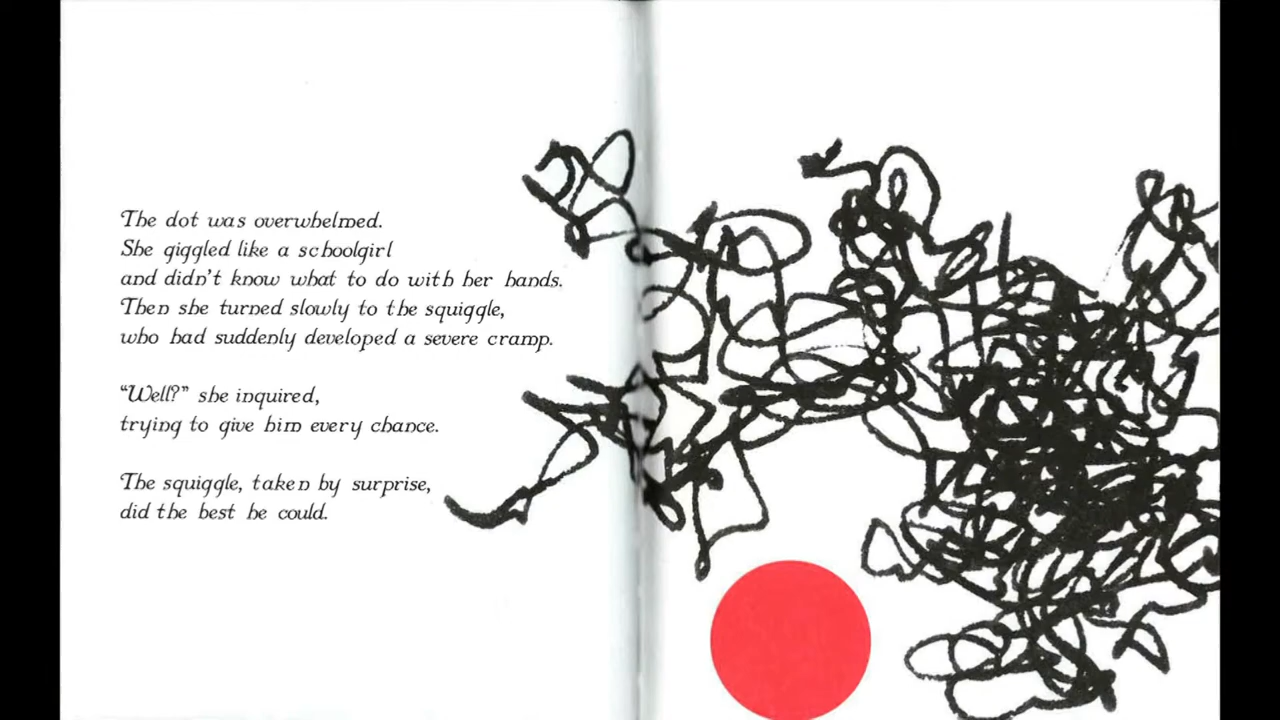 The dot was overwhelmed.
She giggled like a schoolgirl
and didn't know what to do with her hands.
Then she turned slowly to the squiggle,
who had suddenly developed a severe cramp.
"Well?" she inquired,
trying to give him every chance.
The squiggle, taken by surprise,
did the best he could.